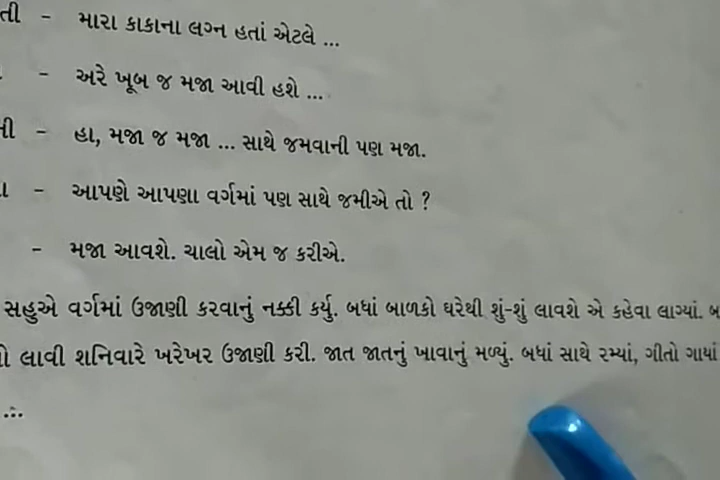 તી - મારા કાકાના લગ્ન હતાં એટલે ...
- અરે ખૂબ જ મજા આવી હશે ...
ની - હા, મજા જ મજા ... સાથે જમવાની પણ મજા.
ા - આપણે આપણા વર્ગમાં પણ સાથે જમીએ તો ?
- મજા આવશે. ચાલો એમ જ કરીએ.
સહુએ વર્ગમાં ઉજાણી કરવાનું નક્કી કર્યુ. બધાં બાળકો ઘરેથી શું-શું લાવશે એ કહેવા લાગ્યાં.
લાવી શનિવારે ખરેખર ઉજાણી કરી. જાત જાતનું ખાવાનું મળ્યું. બધાં સાથે રમ્યાં, ગીતો ગાયાં
...